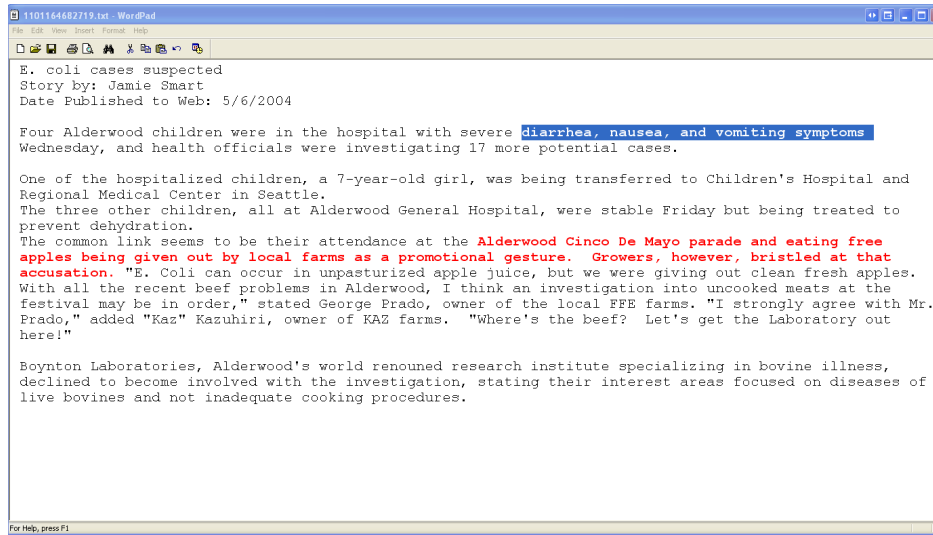 1101164682719.txt - WordPad
File Edit View Insert Format Help
E. coli cases suspected
Story by: Jamie Smart
Date Published to Web: 5/6/2004
Four Alderwood children were in the hospital with severe diarrhea, nausea, and vomiting symptoms
Wednesday, and health officials were investigating 17 more potential cases.
One of the hospitalized children, a 7-year-old girl, was being transferred to Children's Hospital and
Regional Medical Center in Seattle.
The three other children, all at Alderwood General Hospital, were stable Friday but being treated to
prevent dehydration.
The common link seems to be their attendance at the Alderwood Cinco De Mayo parade and eating free
apples being given out by local farms as a promotional gesture.  Growers, however, bristled at that
accusation. "E. Coli can occur in unpasturized apple juice, but we were giving out clean fresh apples.
With all the recent beef problems in Alderwood, I think an investigation into uncooked meats at the
festival may be in order," stated George Prado, owner of the local FFE farms. "I strongly agree with Mr.
Prado," added "Kaz" Kazuhiri, owner of KAZ farms.  "Where's the beef?  Let's get the Laboratory out
here!"
Boynton Laboratories, Alderwood's world renouned research institute specializing in bovine illness,
declined to become involved with the investigation, stating their interest areas focused on diseases of
live bovines and not inadequate cooking procedures.
For Help, press F1